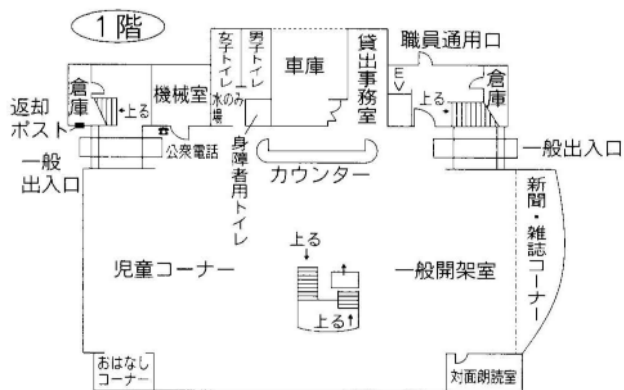 1階
女子トイレ
男子トイレ
車庫
貸出事務室
職員通用口
倉庫
←上る
機械室
水のみ場
EV
上る→
倉庫
返却ポスト
公衆電話
身障者用トイレ
カウンター
一般出入口
一般出入口
新聞・雑誌コーナー
児童コーナー
上る↓
↑
上る↑
一般開架室
おはなし
コーナー
対面朗読室